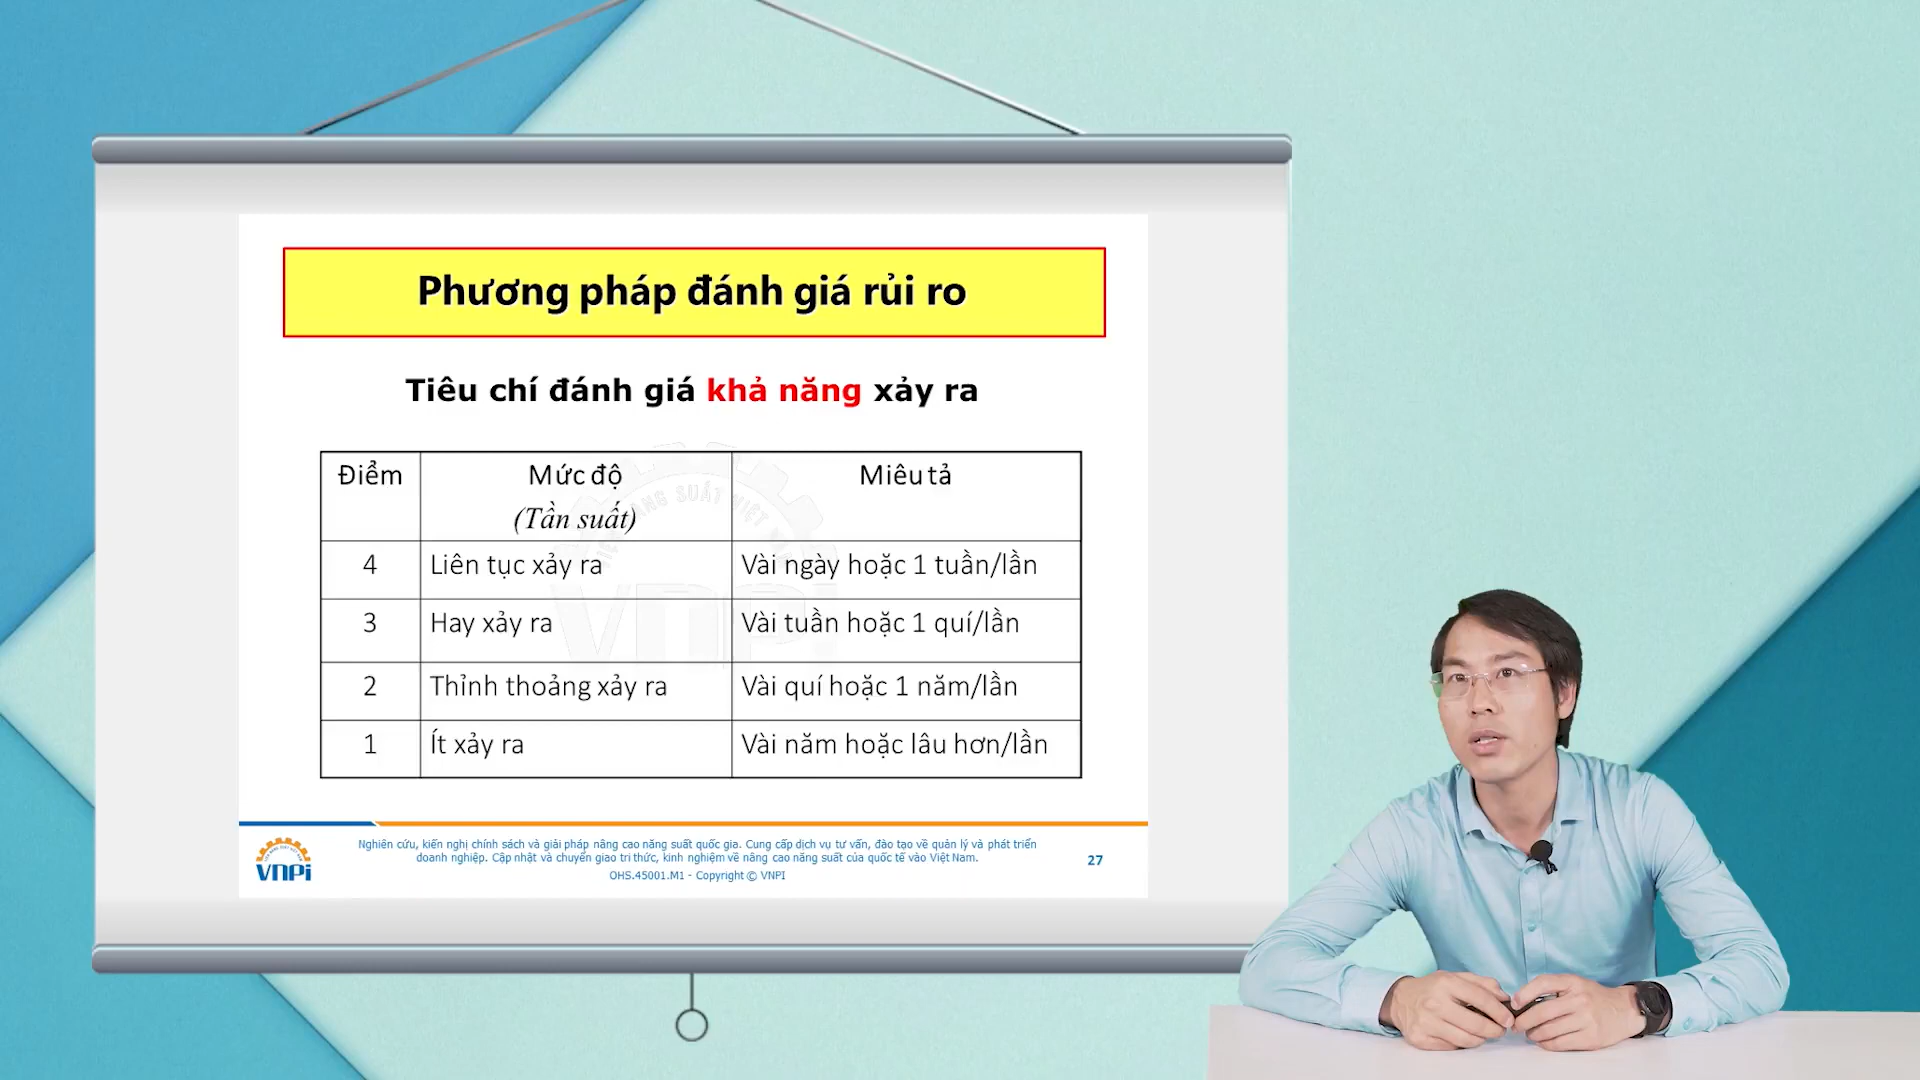 Phương pháp đánh giá rủi ro
Tiêu chí đánh giá khả năng xảy ra
Điểm
Mức độ
(Tần suất)
Miêu tả
4
Liên tục xảy ra
Vài ngày hoặc 1 tuần/lần
3
Hay xảy ra
Vài tuần hoặc 1 quí/lần
2
Thỉnh thoảng xảy ra
Vài quí hoặc 1 năm/lần
1
Ít xảy ra
Vài năm hoặc lâu hơn/lần
VNPi
Nghiên cứu, kiến nghị chính sách và giải pháp nâng cao năng suất quốc gia. Cung cấp dịch vụ tư vấn, đào tạo về quản lý và phát triển
doanh nghiệp. Cập nhật và chuyển giao tri thức, kinh nghiệm về nâng cao năng suất của quốc tế vào Việt Nam.
OHS.45001.M1 - Copyright © VNPI
27